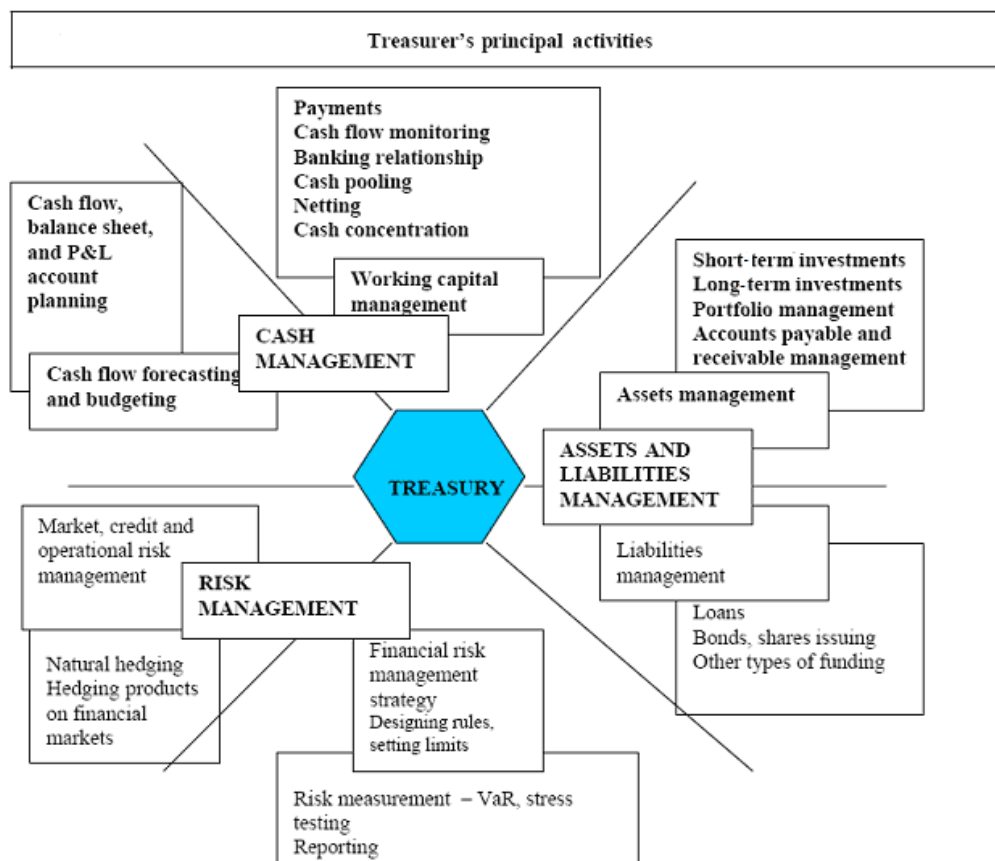 Treasurer's principal activities
Payments
Cash flow monitoring
Banking relationship
Cash pooling
Netting
Cash concentration
Working capital
management
Cash flow,
balance sheet,
and P&L
account
planning
Cash flow forecasting
and budgeting
CASH
MANAGEMENT
Short-term investments
Long-term investments
Portfolio management
Accounts payable and
receivable management
Assets management
ASSETS AND
LIABILITIES
MANAGEMENT
TREASURY
Liabilities
management
Loans
Bonds, shares issuing
Other types of funding
Market, credit and
operational risk
management
RISK
MANAGEMENT
Natural hedging
Hedging products
on financial
markets
Financial risk
management
strategy
Designing rules,
setting limits
Risk measurement – VaR, stress
testing
Reporting